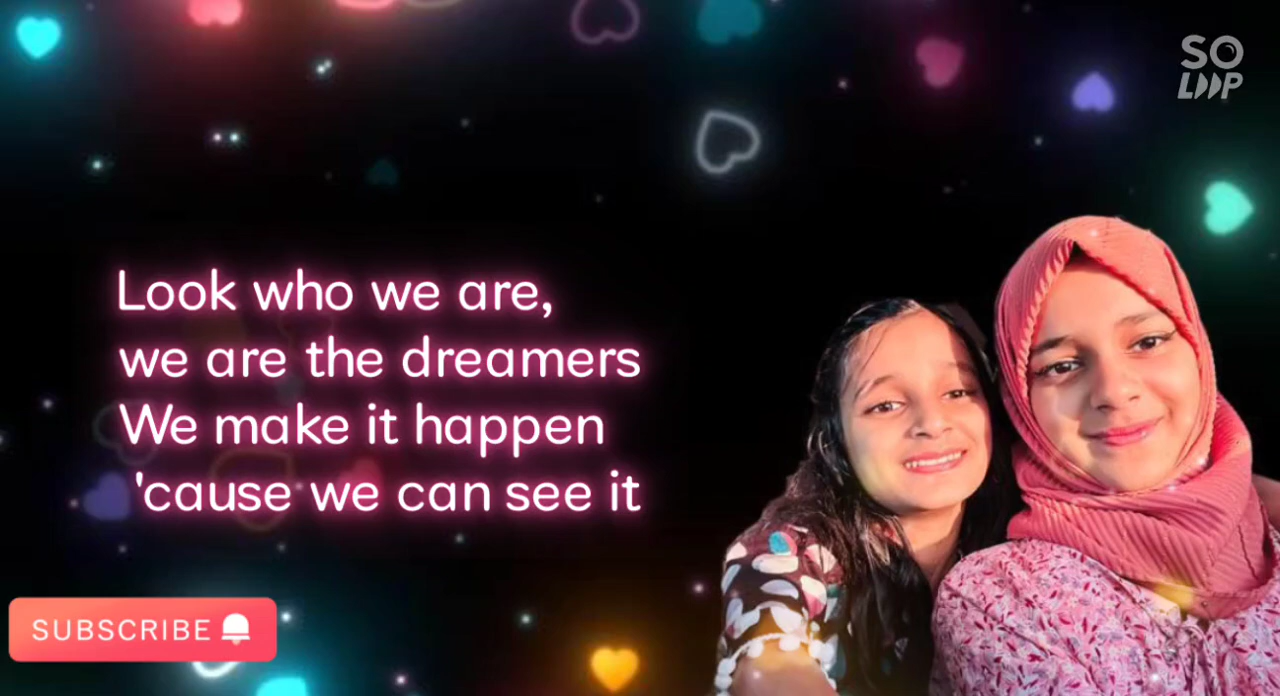 SO
LOOP
Look who we are,
we are the dreamers
We make it happen
'cause we can see it
SUBSCRIBE